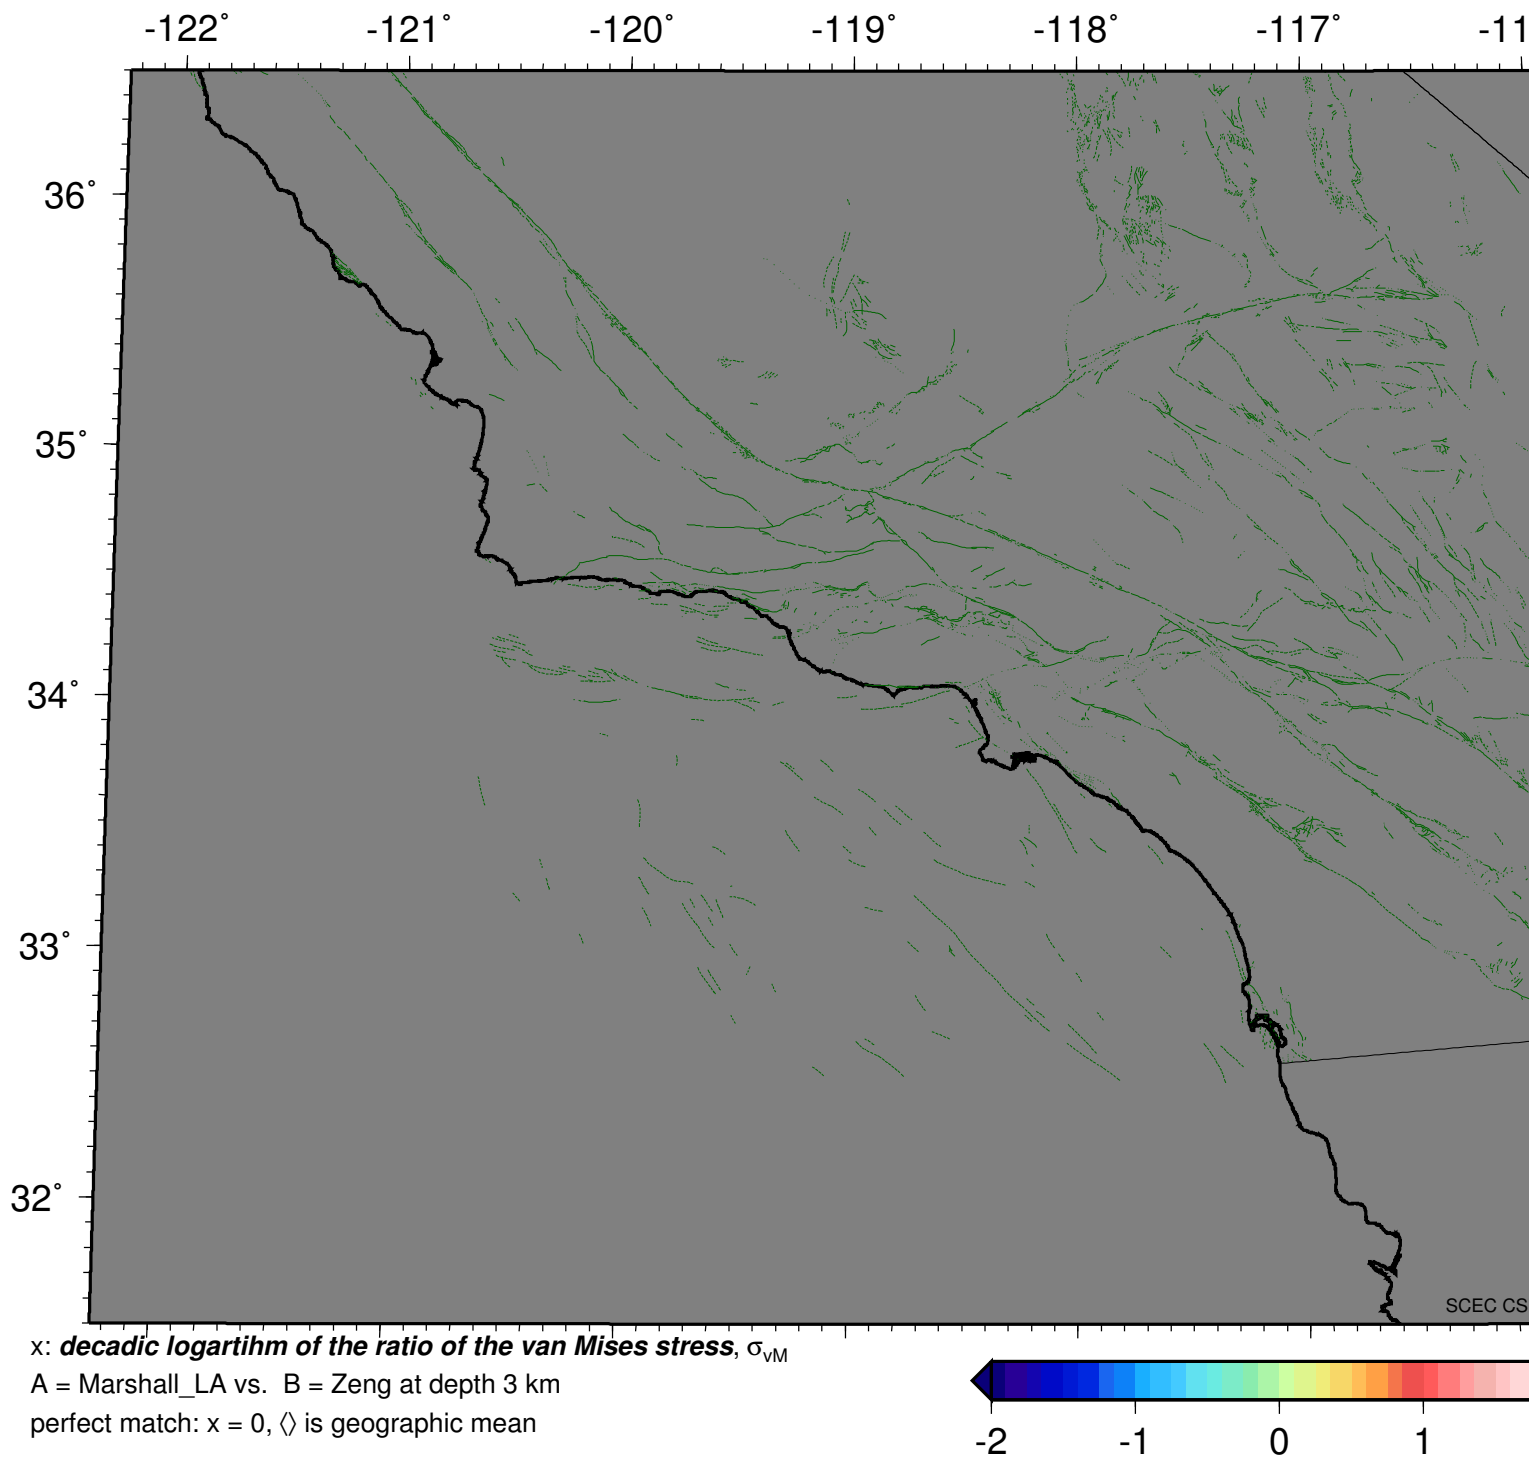 -122˚ -121˚ -120˚ -119˚ -118˚ -117˚ -11
36˚
35˚
34˚
33˚
32˚
SCEC CS
x: decadic logartihm of the ratio of the van Mises stress, σvM
A = Marshall_LA vs. B = Zeng at depth 3 km
perfect match: x = 0, ⟨⟩ is geographic mean
-2 -1 0 1